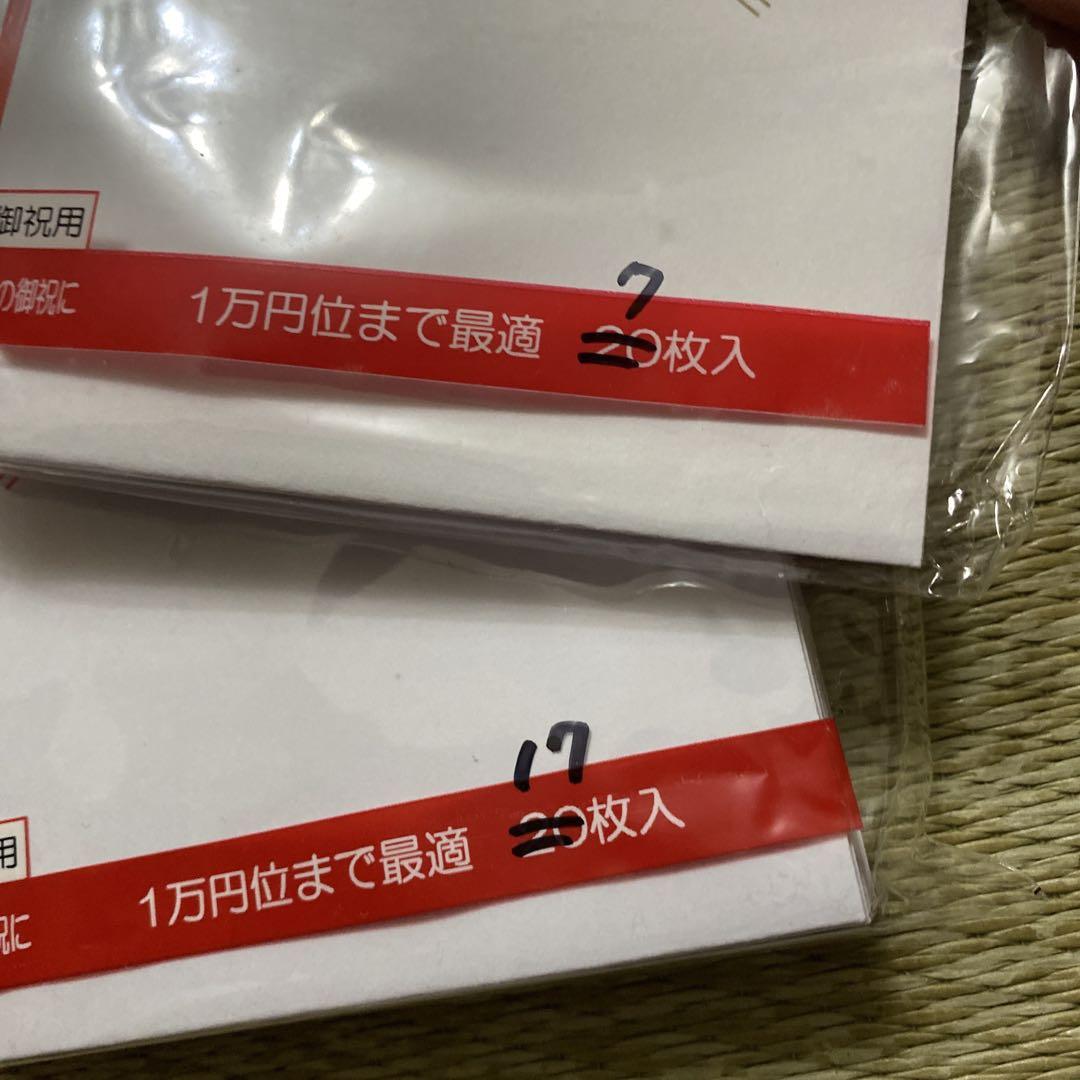 御祝用
の御祝に 1万円位まで最適 7 20枚入
用
祝に 1万円位まで最適 17 20枚入